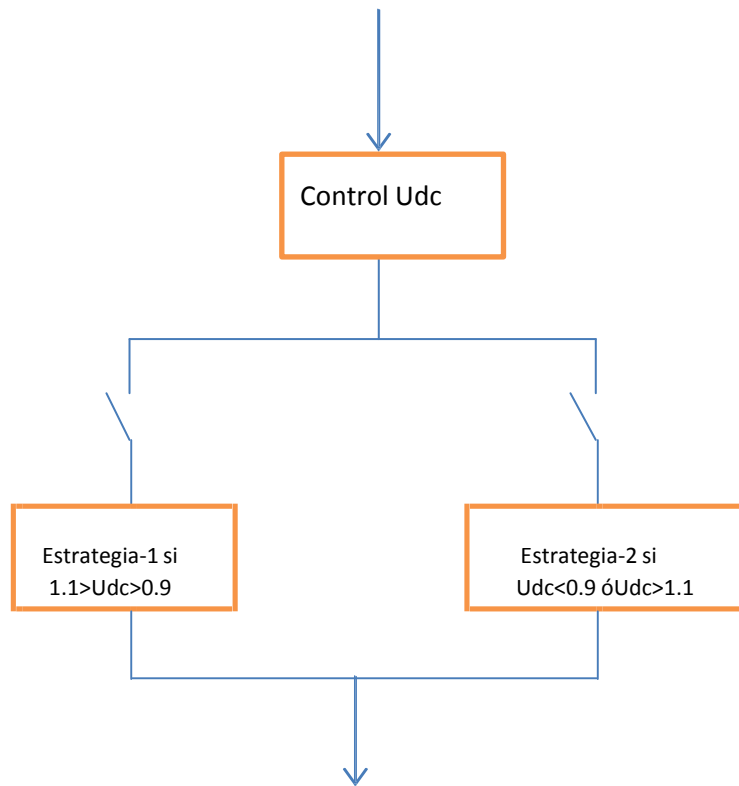 Control Udc
Estrategia-1 si
1.1>Udc>0.9
Estrategia-2 si
Udc<0.9 óUdc>1.1